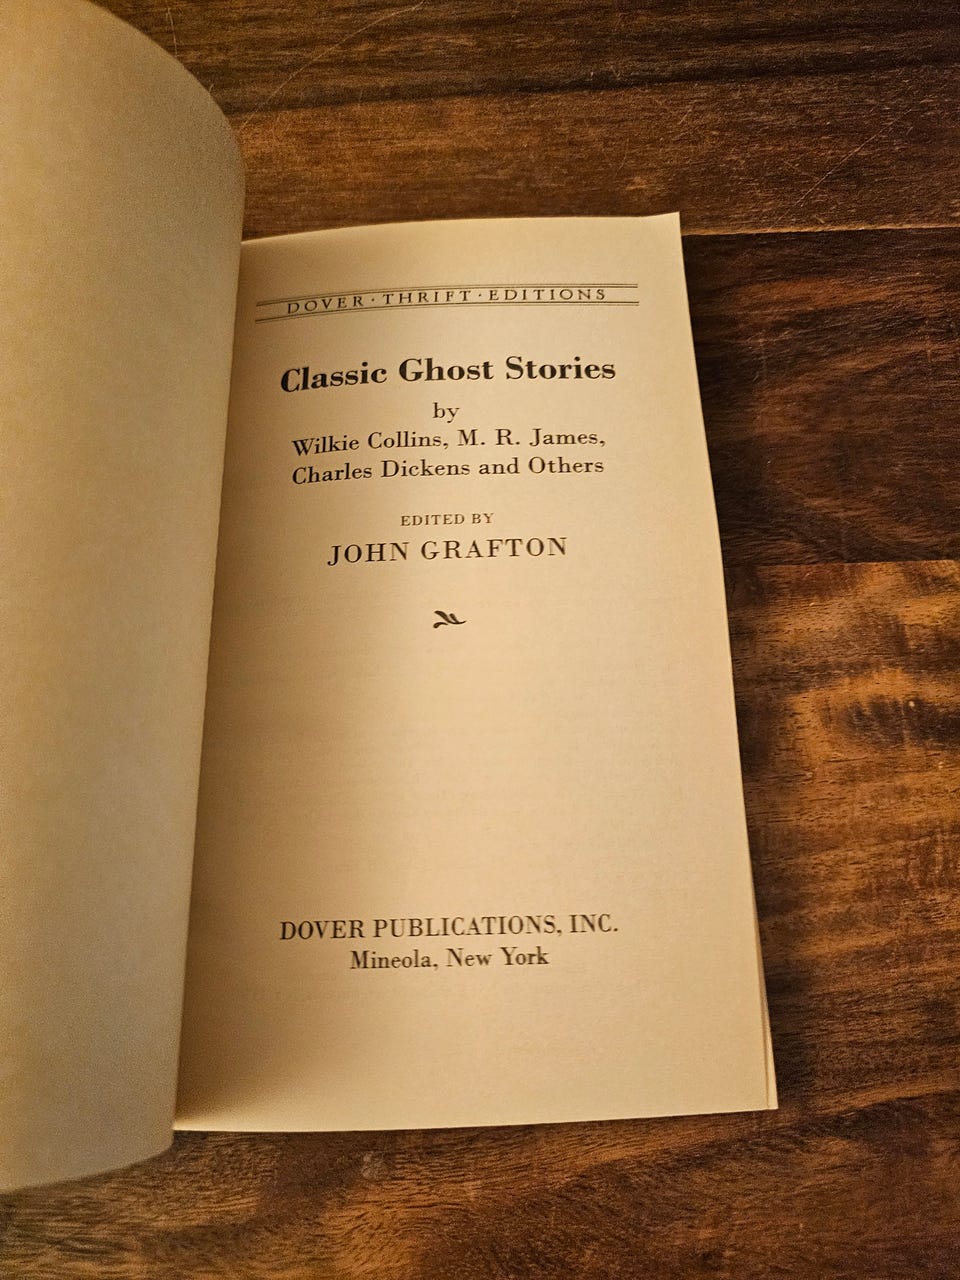 DOVER · THRIFT · EDITIONS
Classic Ghost Stories
by
Wilkie Collins, M. R. James,
Charles Dickens and Others
EDITED BY
JOHN GRAFTON
DOVER PUBLICATIONS, INC.
Mineola, New York